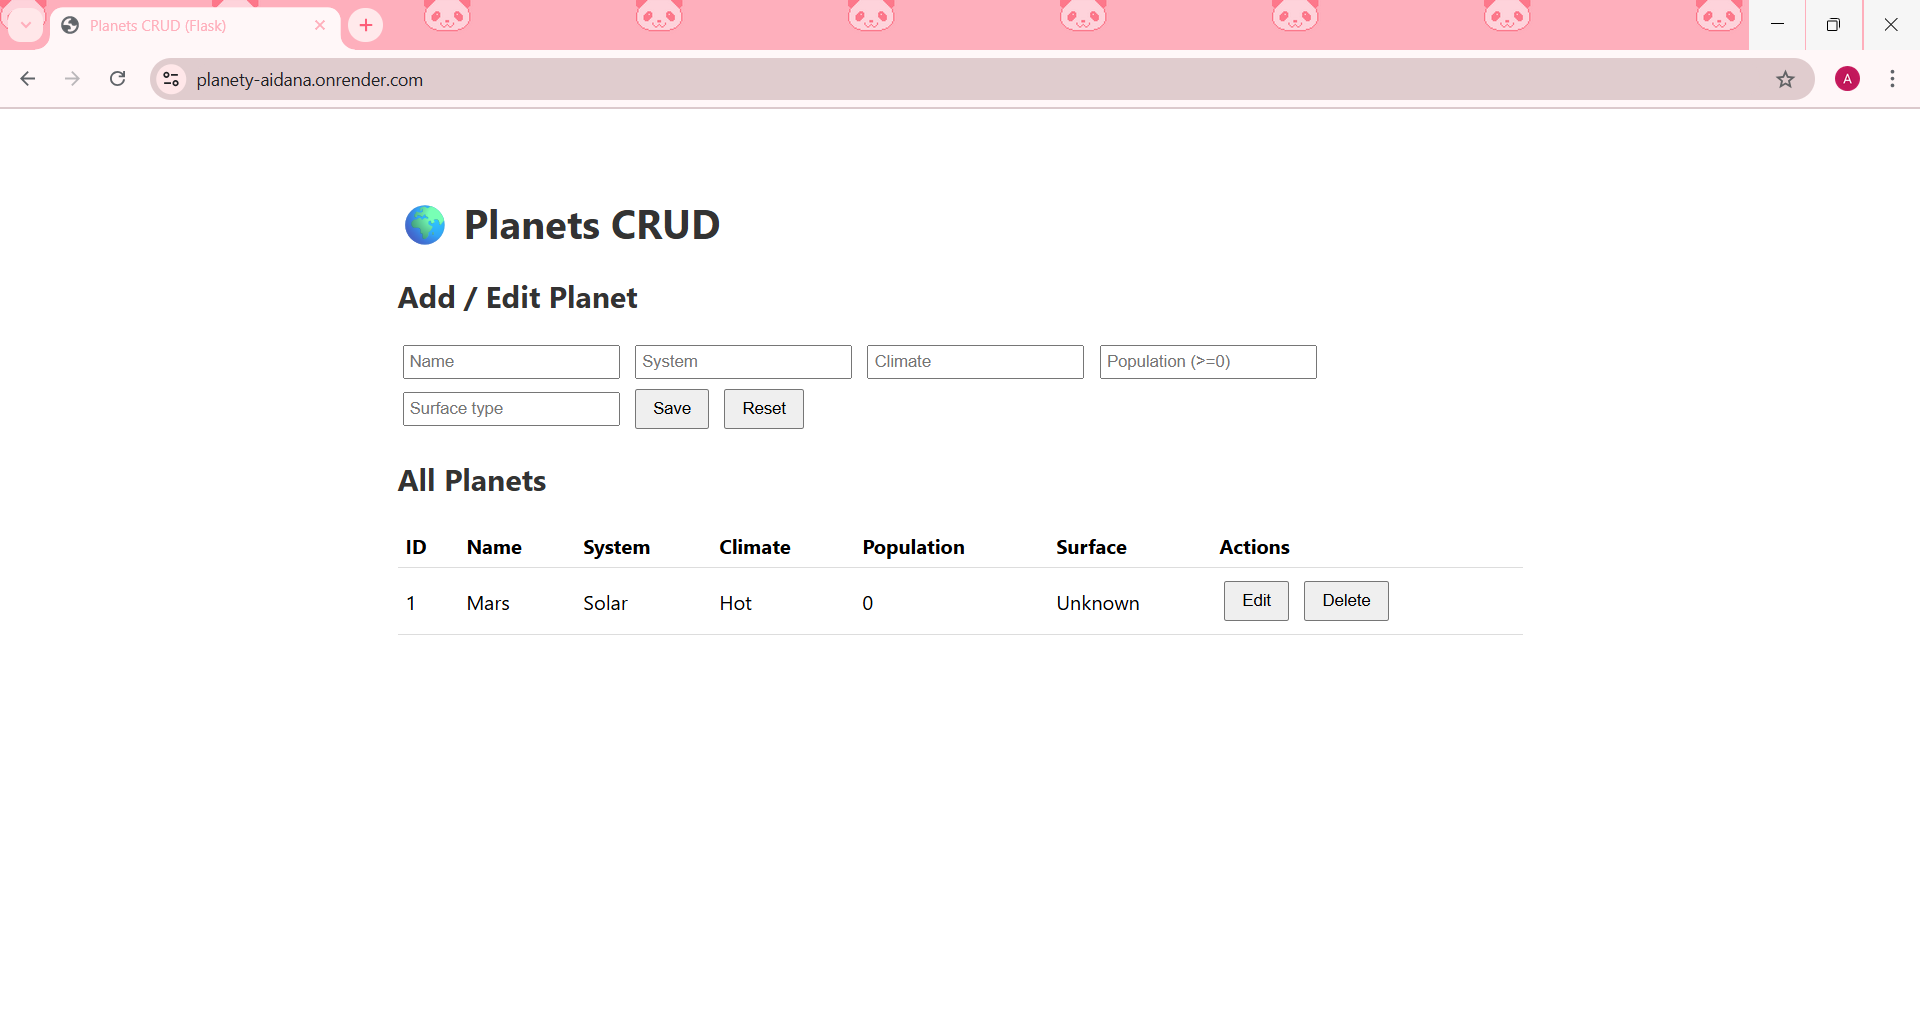 Planets CRUD (Flask)
planety-aidana.onrender.com
A
Planets CRUD
Add / Edit Planet
Name System Climate Population (>=0)
Surface type Save Reset
All Planets
ID Name System Climate Population Surface Actions
1 Mars Solar Hot 0 Unknown Edit Delete